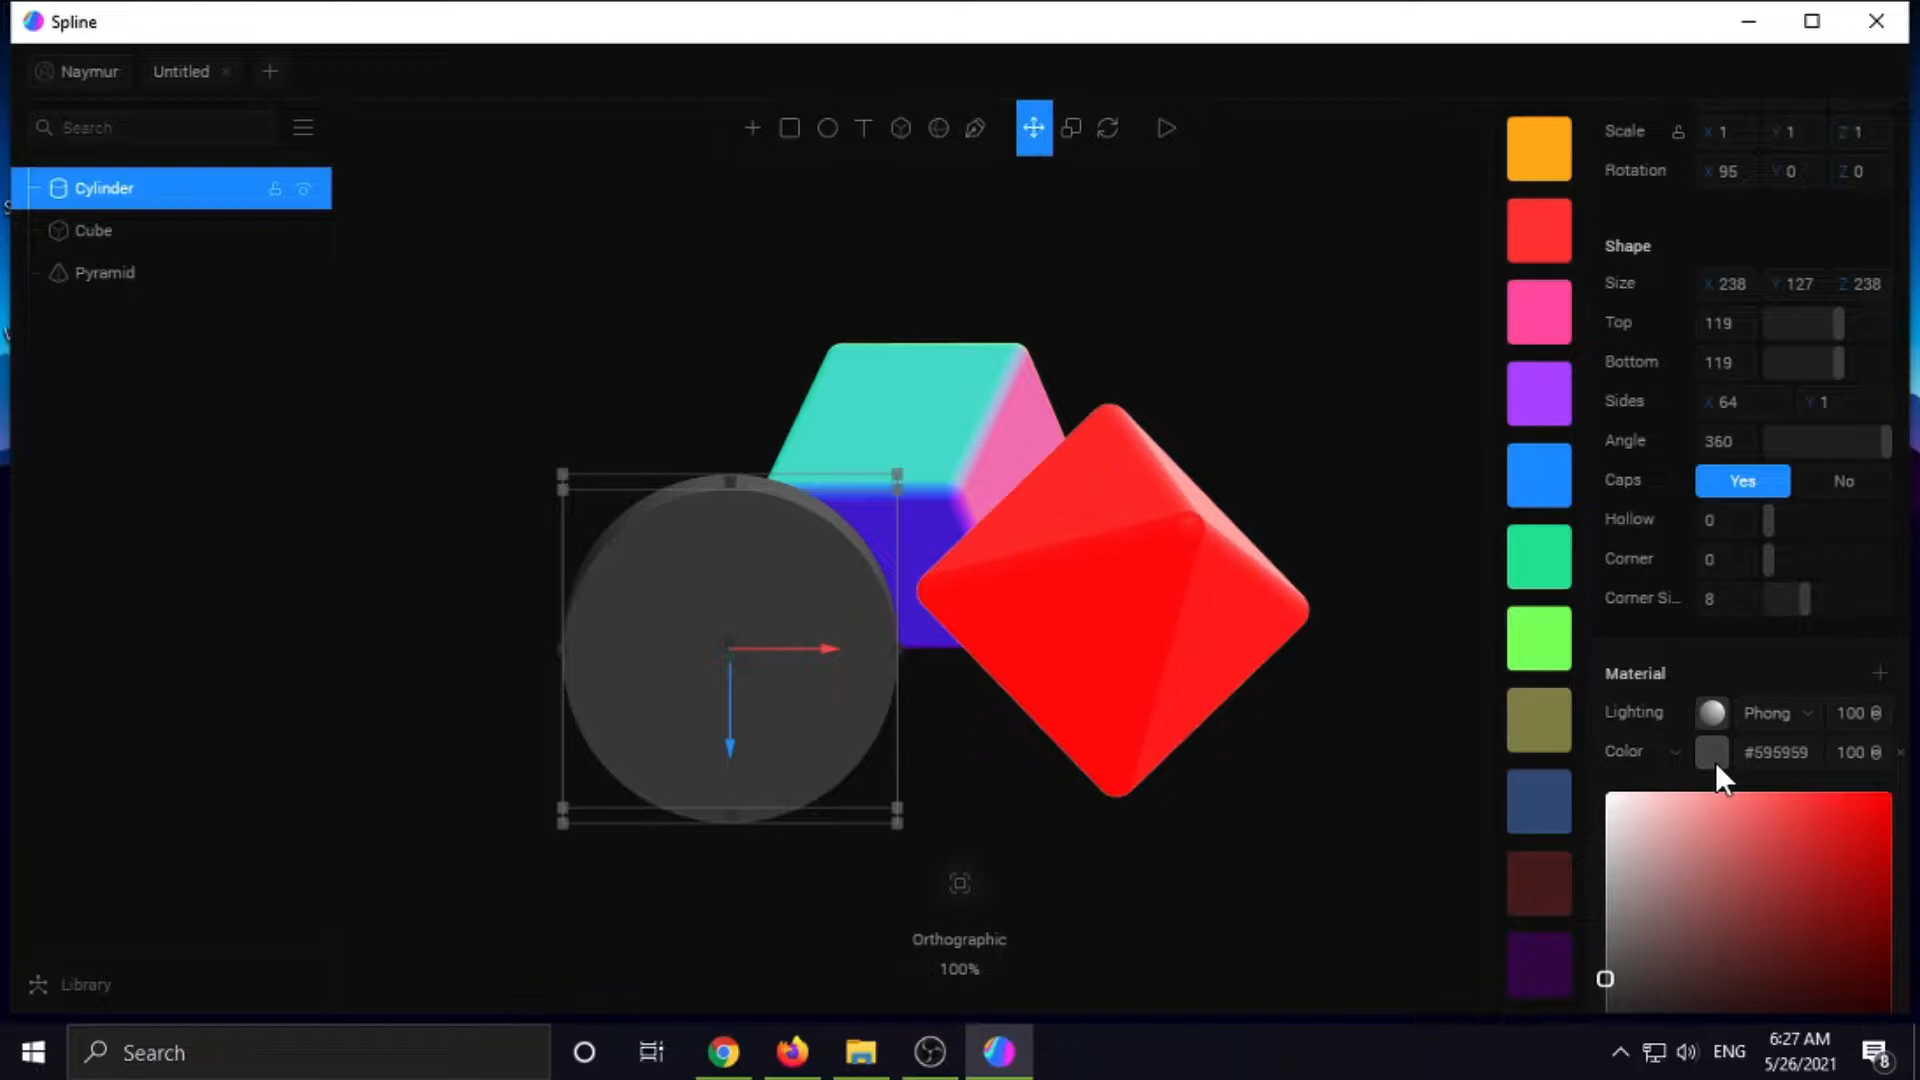 Spline
Naymur
Untitled
Search
Cylinder
Cube
Pyramid
Library
Orthographic
100%
Scale X 1 Y 1 Z 1
Rotation X 95 Y 0 Z 0
Shape
Size X 238 Y 127 Z 238
Top 119
Bottom 119
Sides X 64 Y 1
Angle 360
Caps Yes No
Hollow 0
Corner 0
Corner Si... 8
Material
Lighting Phong 100
Color #595959 100
Search
ENG
6:27 AM
5/26/2021
8